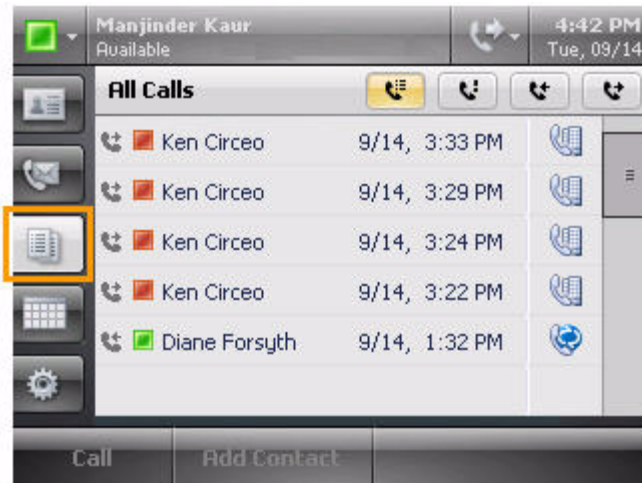 Manjinder Kaur 4:42 PM
Available Tue, 09/14
All Calls
Ken Circeo 9/14, 3:33 PM
Ken Circeo 9/14, 3:29 PM
Ken Circeo 9/14, 3:24 PM
Ken Circeo 9/14, 3:22 PM
Diane Forsyth 9/14, 1:32 PM
Call Add Contact